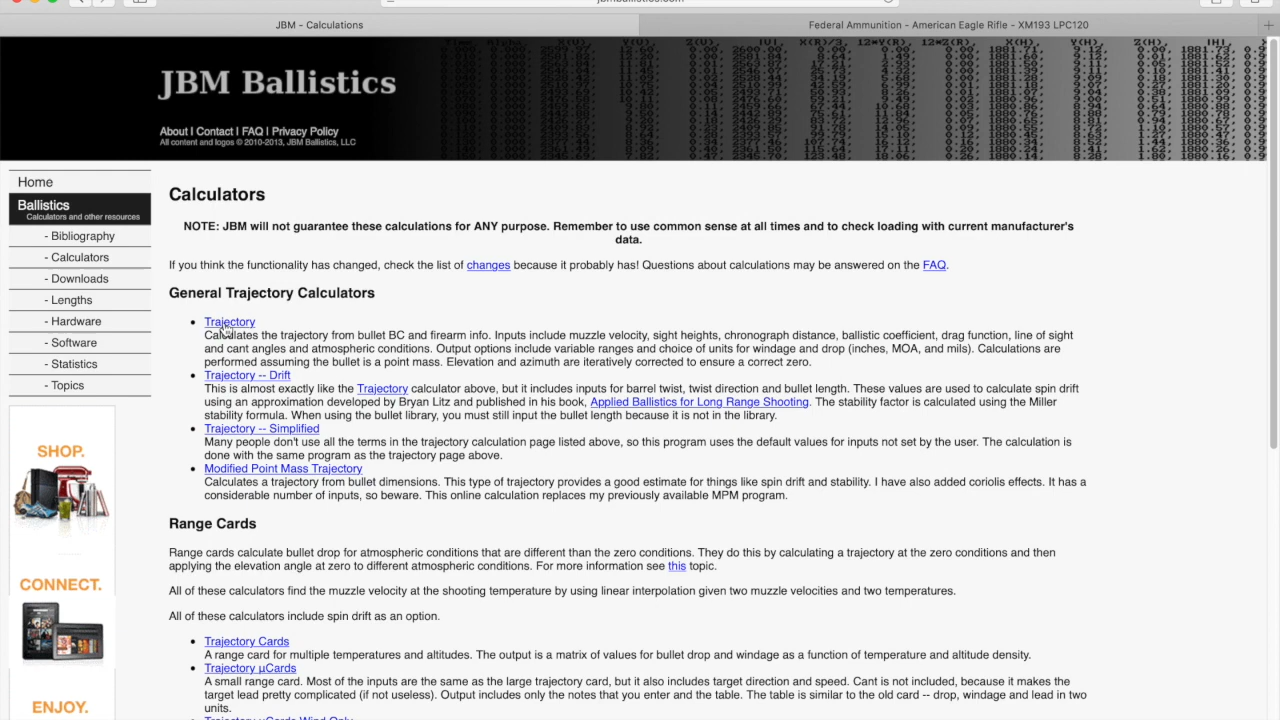 jbmballistics.com
JBM - Calculations
Federal Ammunition - American Eagle Rifle - XM193 LPC120
JBM Ballistics
About | Contact | FAQ | Privacy Policy
All content and logos © 2010-2013, JBM Ballistics, LLC
Home
Ballistics
Calculators and other resources
- Bibliography
- Calculators
- Downloads
- Lengths
- Hardware
- Software
- Statistics
- Topics
SHOP.
CONNECT.
ENJOY.
Calculators
NOTE: JBM will not guarantee these calculations for ANY purpose. Remember to use common sense at all times and to check loading with current manufacturer's
data.
If you think the functionality has changed, check the list of changes because it probably has! Questions about calculations may be answered on the FAQ.
General Trajectory Calculators
• Trajectory
Calculates the trajectory from bullet BC and firearm info. Inputs include muzzle velocity, sight heights, chronograph distance, ballistic coefficient, drag function, line of sight
and cant angles and atmospheric conditions. Output options include variable ranges and choice of units for windage and drop (inches, MOA, and mils). Calculations are
performed assuming the bullet is a point mass. Elevation and azimuth are iteratively corrected to ensure a correct zero.
• Trajectory -- Drift
This is almost exactly like the Trajectory calculator above, but it includes inputs for barrel twist, twist direction and bullet length. These values are used to calculate spin drift
using an approximation developed by Bryan Litz and published in his book, Applied Ballistics for Long Range Shooting. The stability factor is calculated using the Miller
stability formula. When using the bullet library, you must still input the bullet length because it is not in the library.
• Trajectory -- Simplified
Many people don't use all the terms in the trajectory calculation page listed above, so this program uses the default values for inputs not set by the user. The calculation is
done with the same program as the trajectory page above.
• Modified Point Mass Trajectory
Calculates a trajectory from bullet dimensions. This type of trajectory provides a good estimate for things like spin drift and stability. I have also added coriolis effects. It has a
considerable number of inputs, so beware. This online calculation replaces my previously available MPM program.
Range Cards
Range cards calculate bullet drop for atmospheric conditions that are different than the zero conditions. They do this by calculating a trajectory at the zero conditions and then
applying the elevation angle at zero to different atmospheric conditions. For more information see this topic.
All of these calculators find the muzzle velocity at the shooting temperature by using linear interpolation given two muzzle velocities and two temperatures.
All of these calculators include spin drift as an option.
• Trajectory Cards
A range card for multiple temperatures and altitudes. The output is a matrix of values for bullet drop and windage as a function of temperature and altitude density.
• Trajectory µCards
A small range card. Most of the inputs are the same as the large trajectory card, but it also includes target direction and speed. Cant is not included, because it makes the
target lead pretty complicated (if not useless). Output includes only the notes that you enter and the table. The table is similar to the old card -- drop, windage and lead in two
units.
Trajectory µCards Wind Only